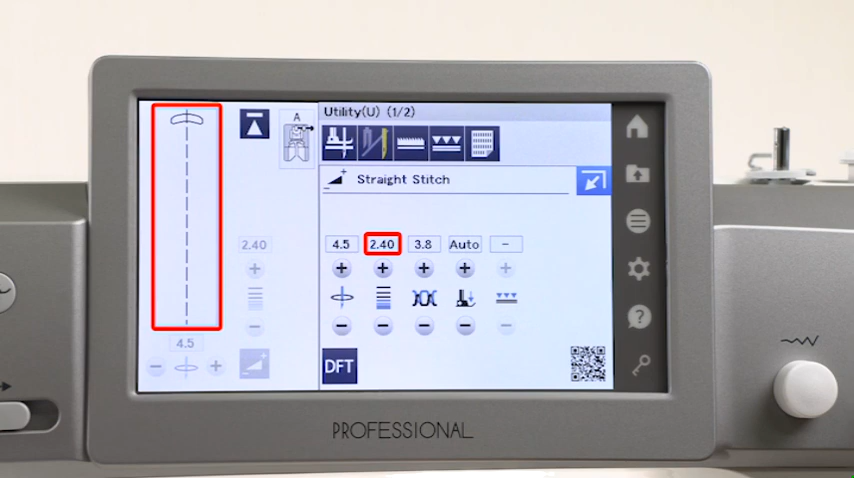 A
Utility(U) (1/2)
Straight Stitch
4.5 2.40 3.8 Auto -
2.40
4.5
DFT
?
PROFESSIONAL